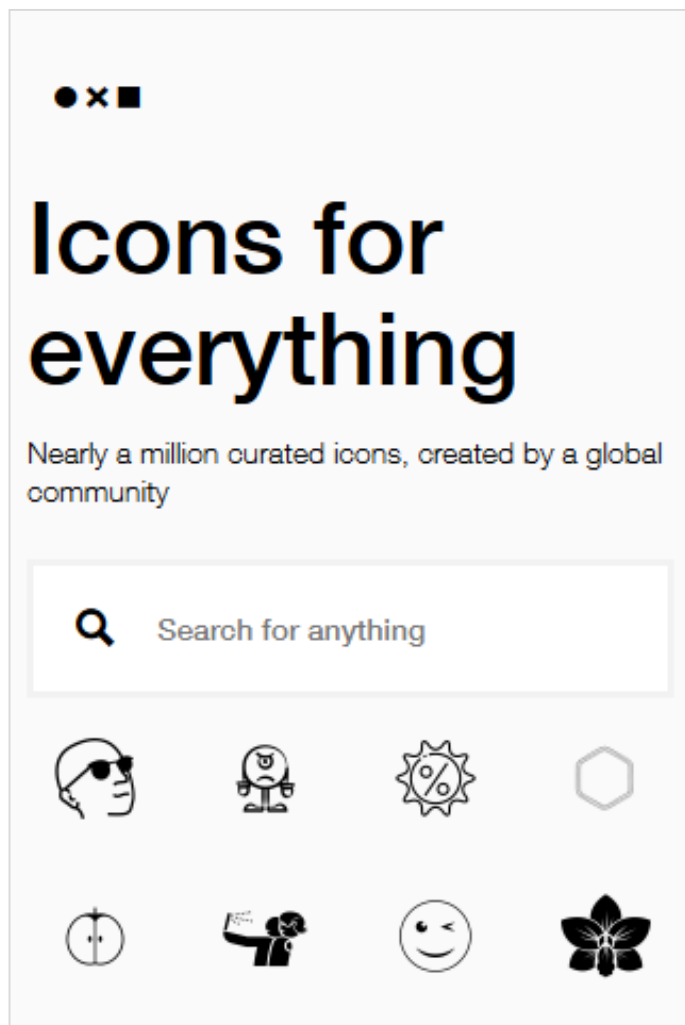 Icons for
everything
Nearly a million curated icons, created by a global
community
Search for anything
%